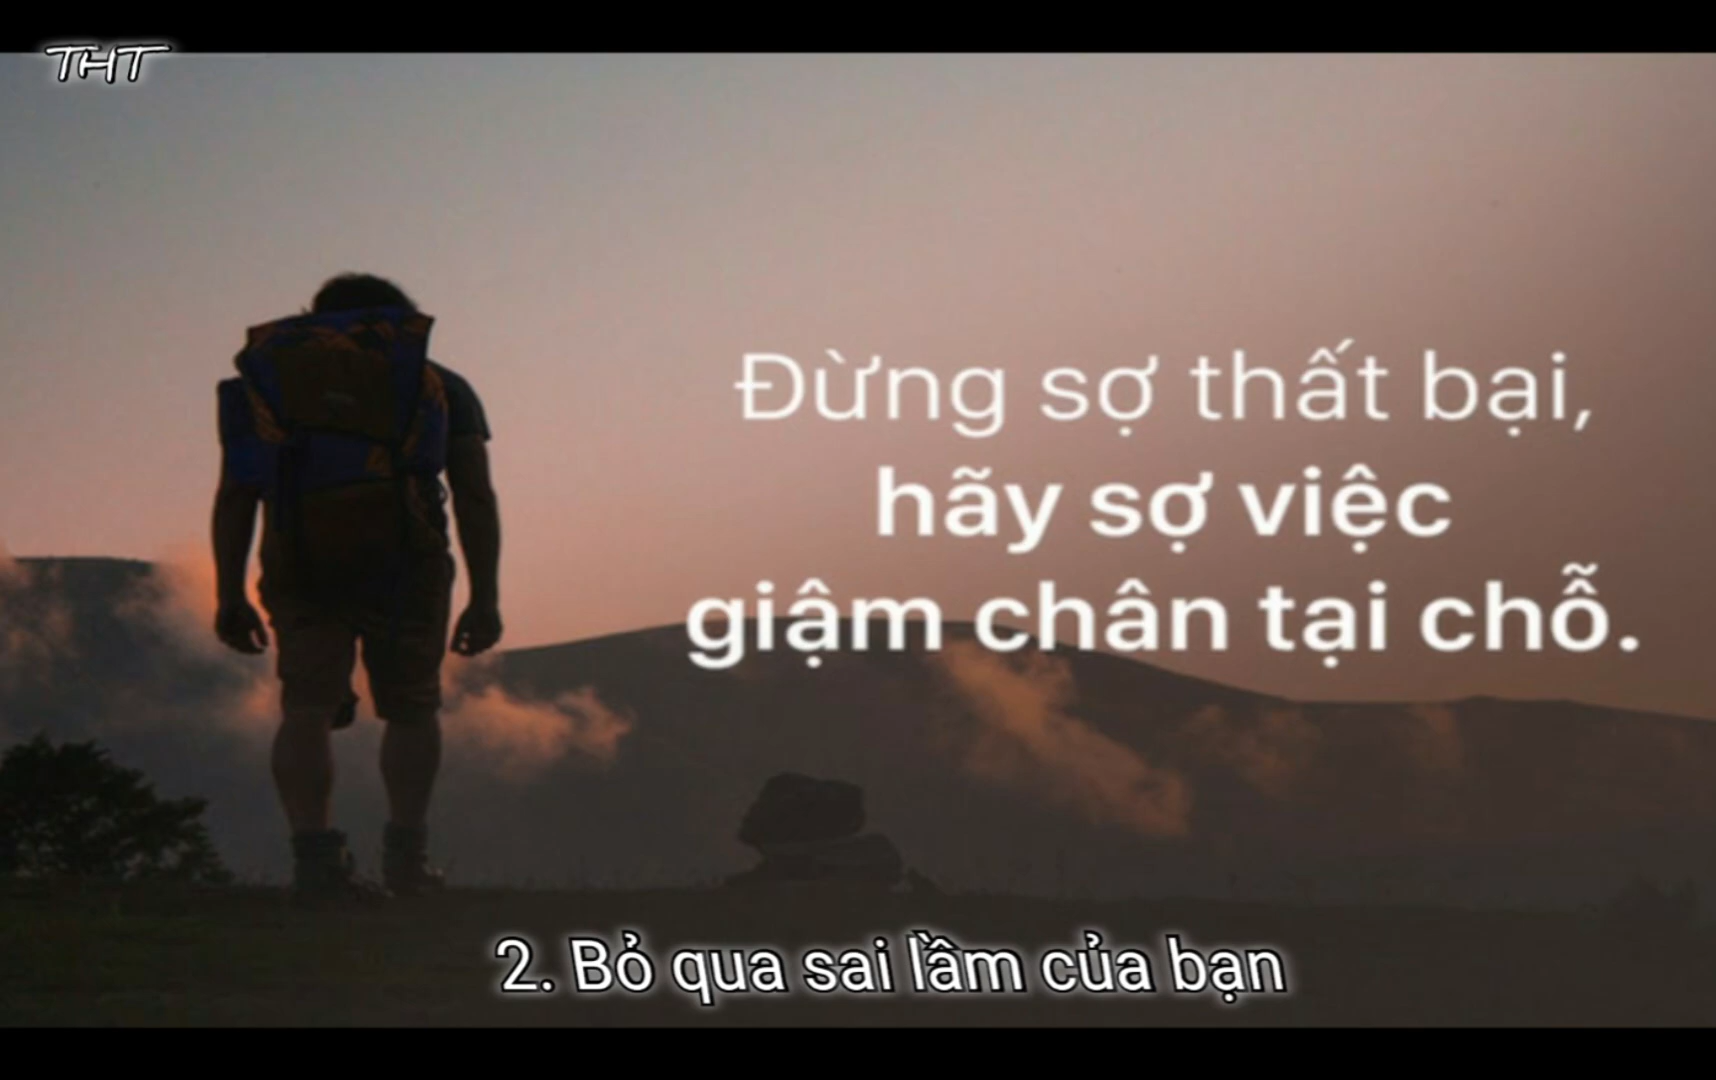 THT
Đừng sợ thất bại,
hãy sợ việc
giậm chân tại chỗ.
2. Bỏ qua sai lầm của bạn